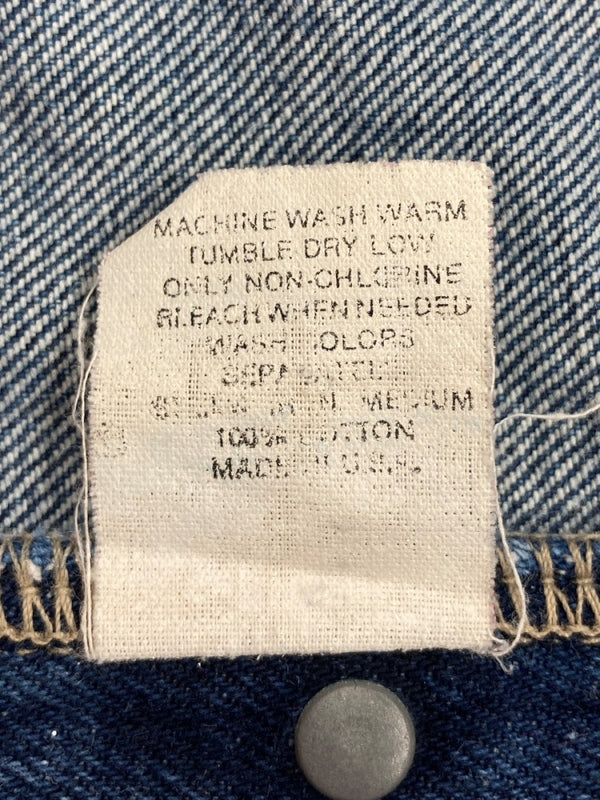 MACHINE WASH WARM
TUMBLE DRY LOW
ONLY NON-CHLORINE
BLEACH WHEN NEEDED
WASH COLORS
SEPARATELY
MEDIUM
100% COTTON
MADE IN U.S.A.